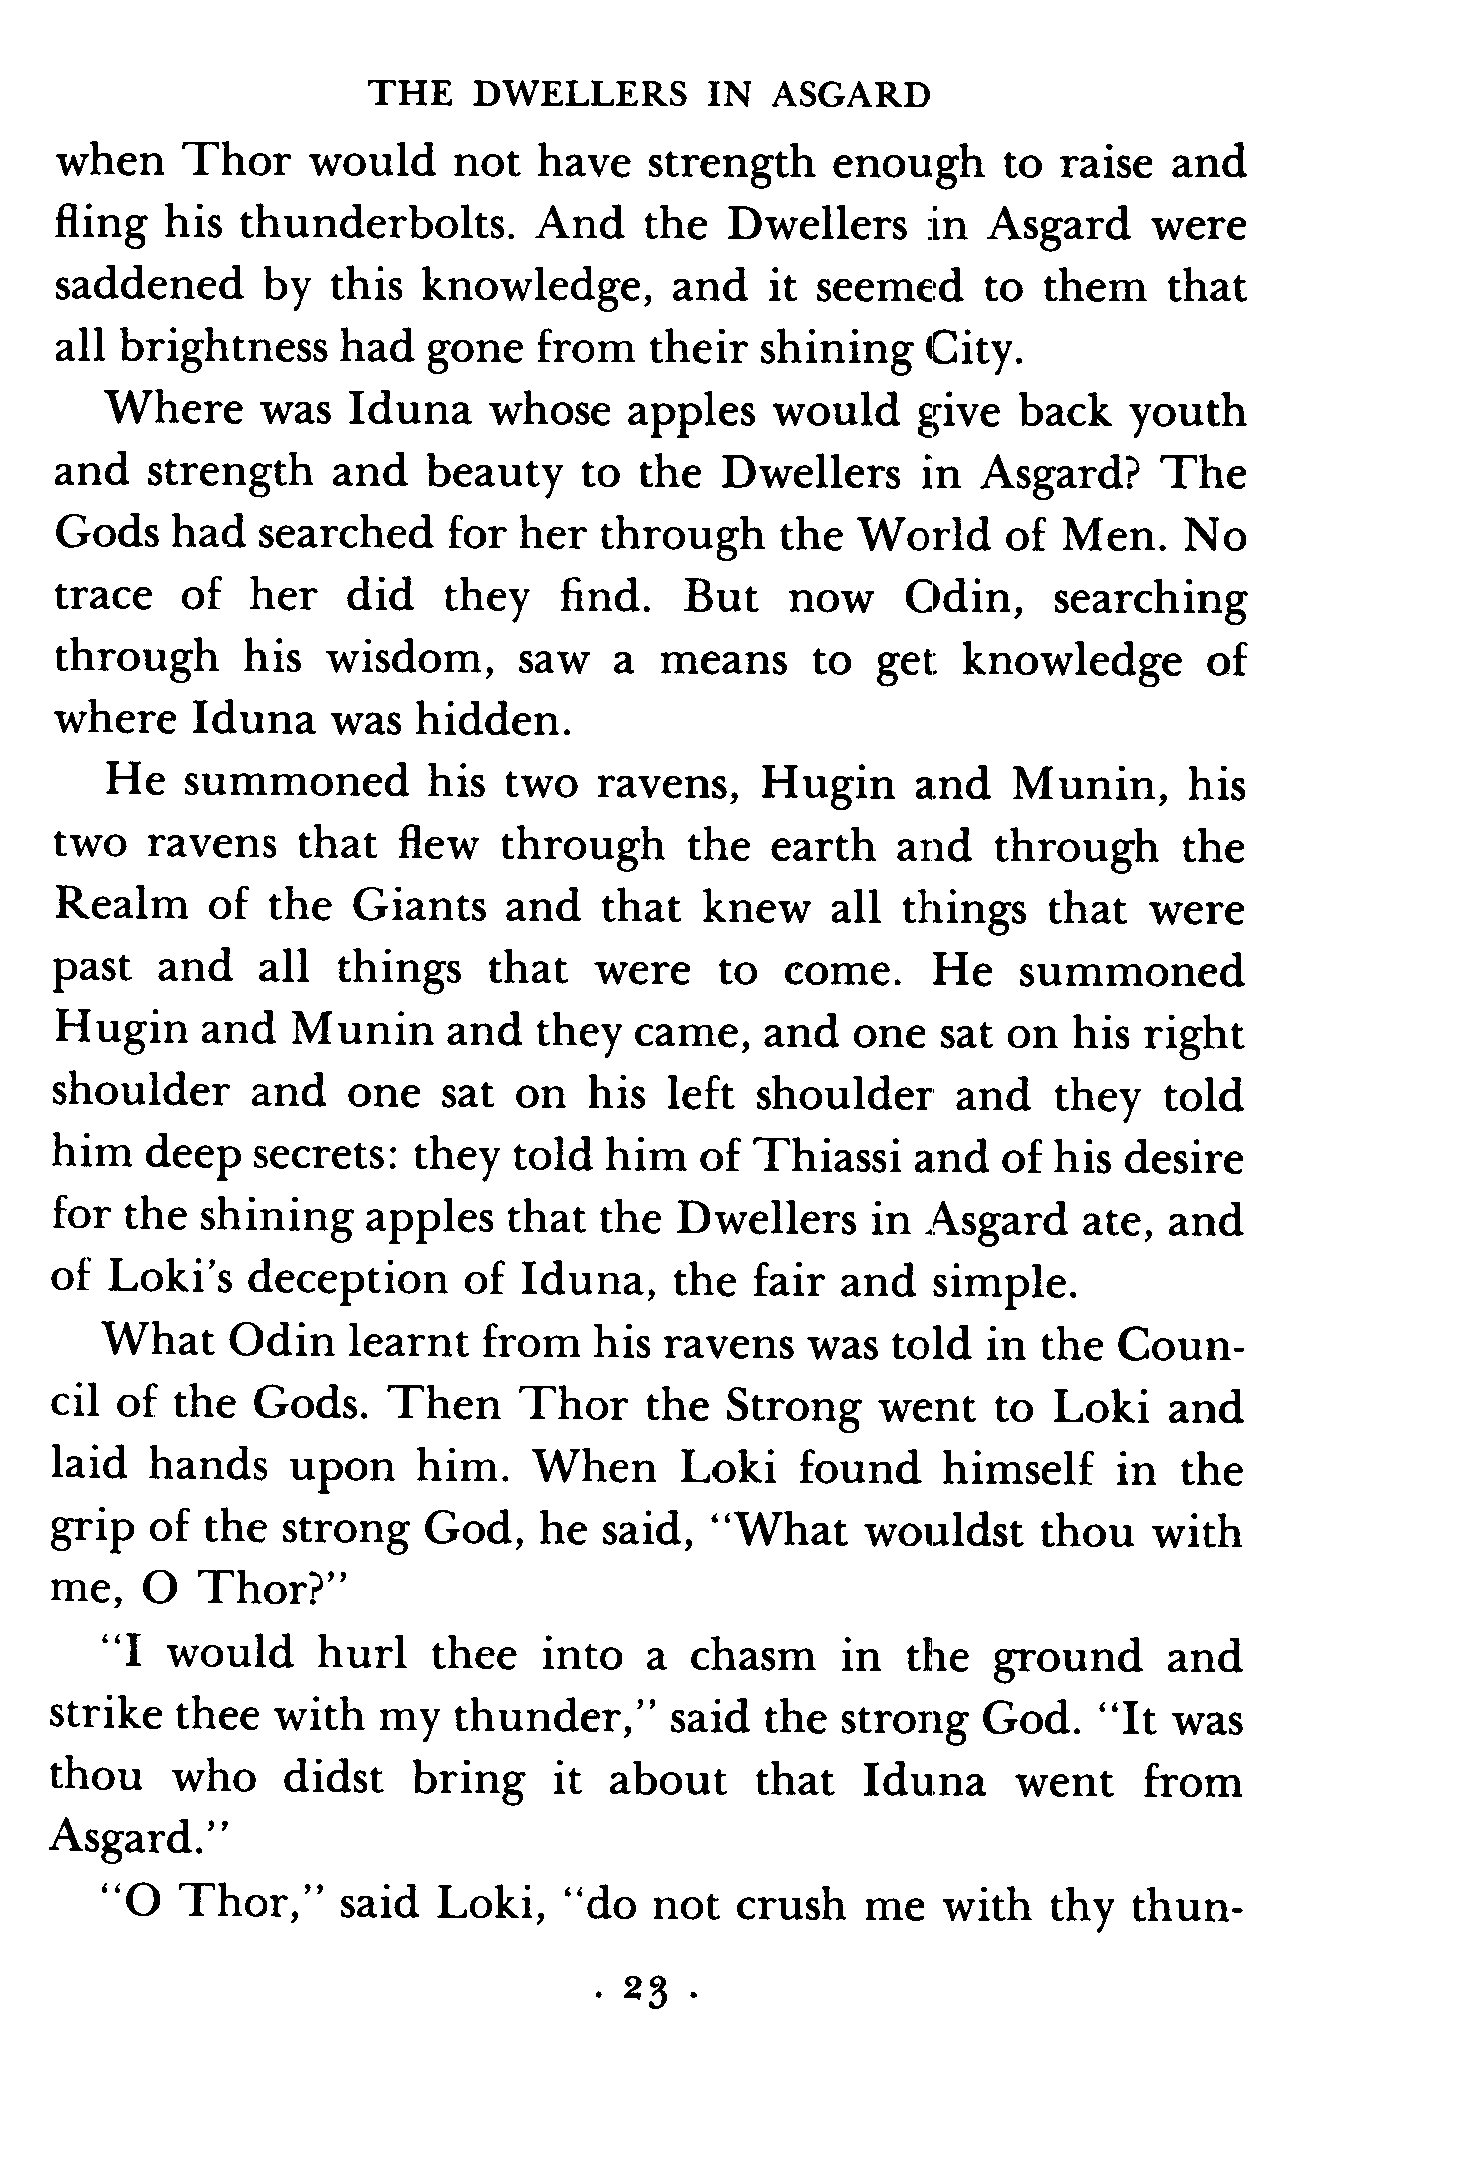 THE DWELLERS IN ASGARD
when Thor would not have strength enough to raise and
fling his thunderbolts. And the Dwellers in Asgard were
saddened by this knowledge, and it seemed to them that
all brightness had gone from their shining City.
Where was Iduna whose apples would give back youth
and strength and beauty to the Dwellers in Asgard? The
Gods had searched for her through the World of Men. No
trace of her did they find. But now Odin, searching
through his wisdom, saw a means to get knowledge of
where Iduna was hidden.
He summoned his two ravens, Hugin and Munin, his
two ravens that flew through the earth and through the
Realm of the Giants and that knew all things that were
past and all things that were to come. He summoned
Hugin and Munin and they came, and one sat on his right
shoulder and one sat on his left shoulder and they told
him deep secrets: they told him of Thiassi and of his desire
for the shining apples that the Dwellers in Asgard ate, and
of Loki's deception of Iduna, the fair and simple.
What Odin learnt from his ravens was told in the Coun-
cil of the Gods. Then Thor the Strong went to Loki and
laid hands upon him. When Loki found himself in the
grip of the strong God, he said, "What wouldst thou with
me, O Thor?"
"I would hurl thee into a chasm in the ground and
strike thee with my thunder," said the strong God. "It was
thou who didst bring it about that Iduna went from
Asgard."
"O Thor," said Loki, "do not crush me with thy thun-
· 23 ·